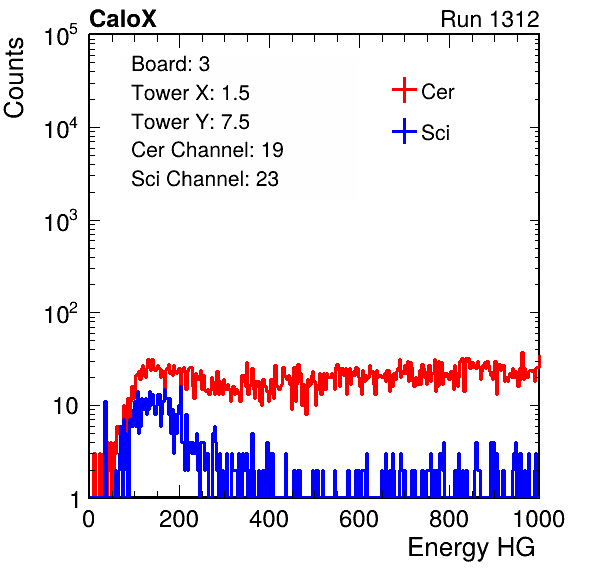 CaloX Run 1312
Counts
10^5
10^4
10^3
10^2
10
1
Board: 3
Tower X: 1.5
Tower Y: 7.5
Cer Channel: 19
Sci Channel: 23
Cer
Sci
0 200 400 600 800 1000
Energy HG